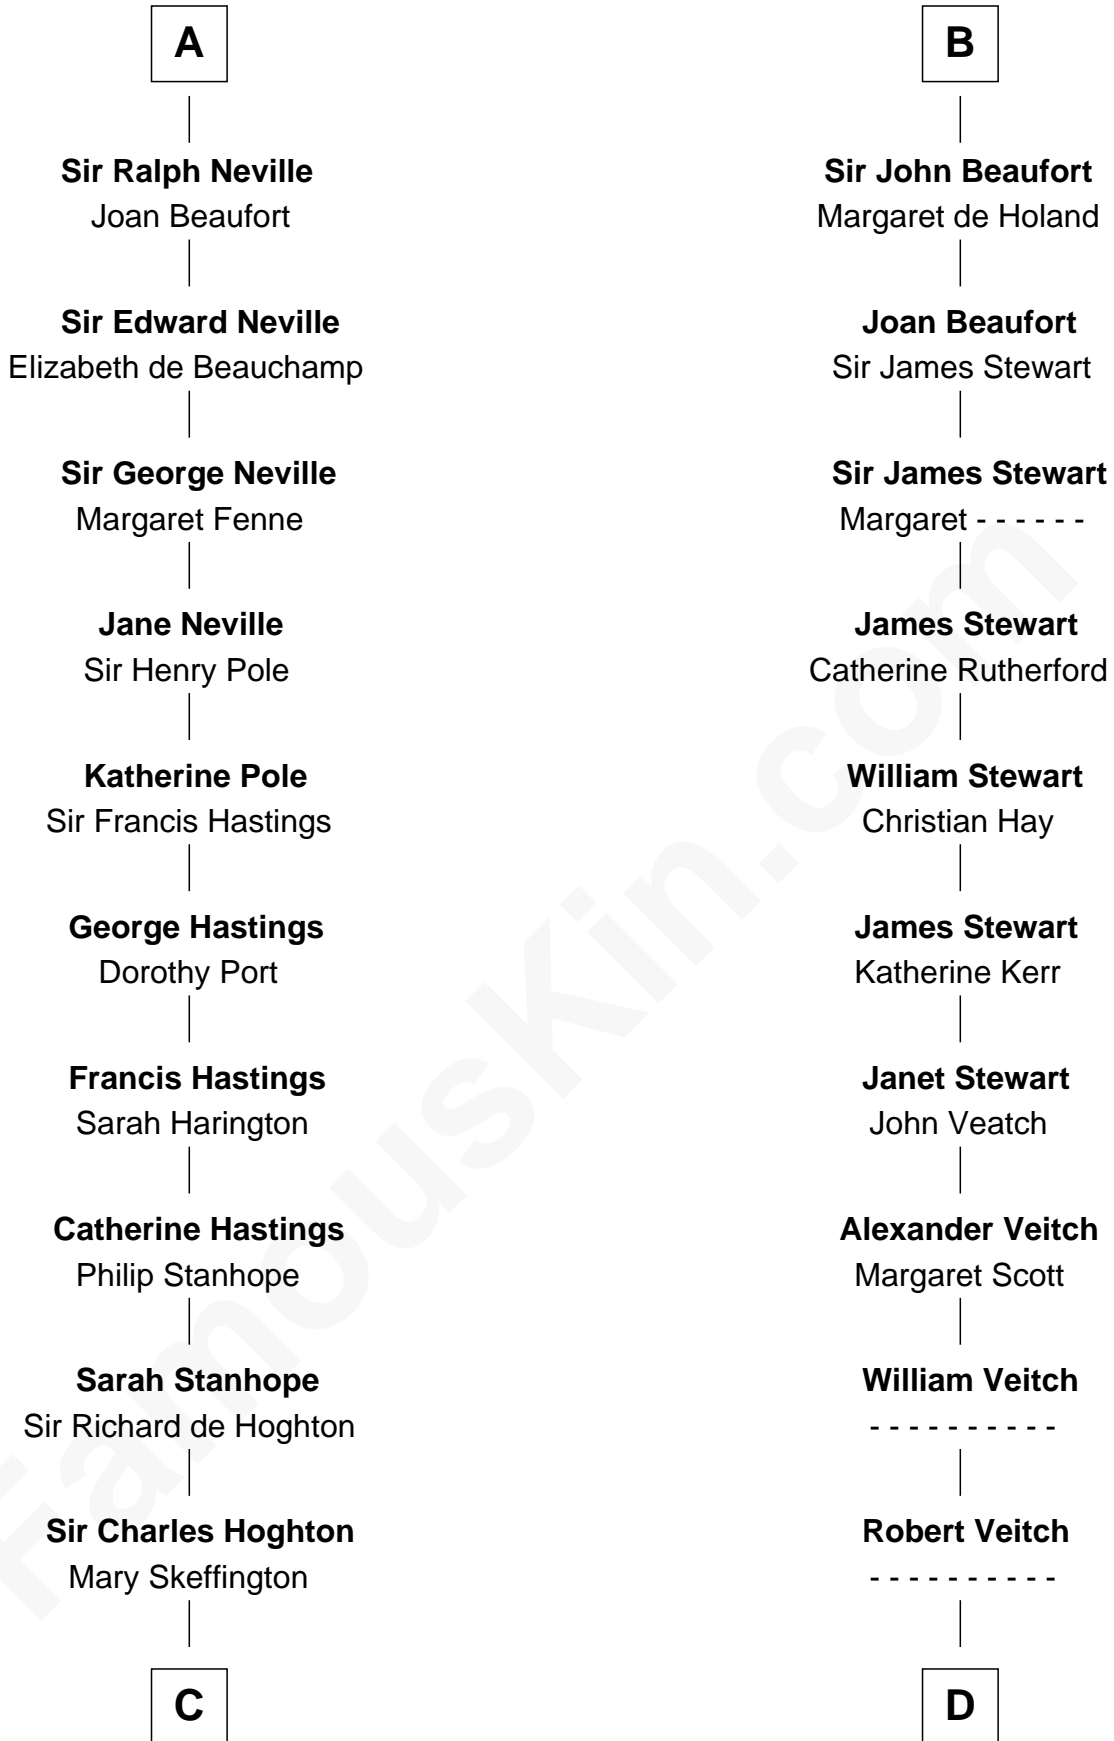 A
Sir Ralph Neville
Joan Beaufort
Sir Edward Neville
Elizabeth de Beauchamp
Sir George Neville
Margaret Fenne
Jane Neville
Sir Henry Pole
Katherine Pole
Sir Francis Hastings
George Hastings
Dorothy Port
Francis Hastings
Sarah Harington
Catherine Hastings
Philip Stanhope
Sarah Stanhope
Sir Richard de Hoghton
Sir Charles Hoghton
Mary Skeffington
C
B
Sir John Beaufort
Margaret de Holand
Joan Beaufort
Sir James Stewart
Sir James Stewart
Margaret - - - - - -
James Stewart
Catherine Rutherford
William Stewart
Christian Hay
James Stewart
Katherine Kerr
Janet Stewart
John Veatch
Alexander Veitch
Margaret Scott
William Veitch
- - - - - - - - - -
Robert Veitch
- - - - - - - - - -
D
FamousKin.com